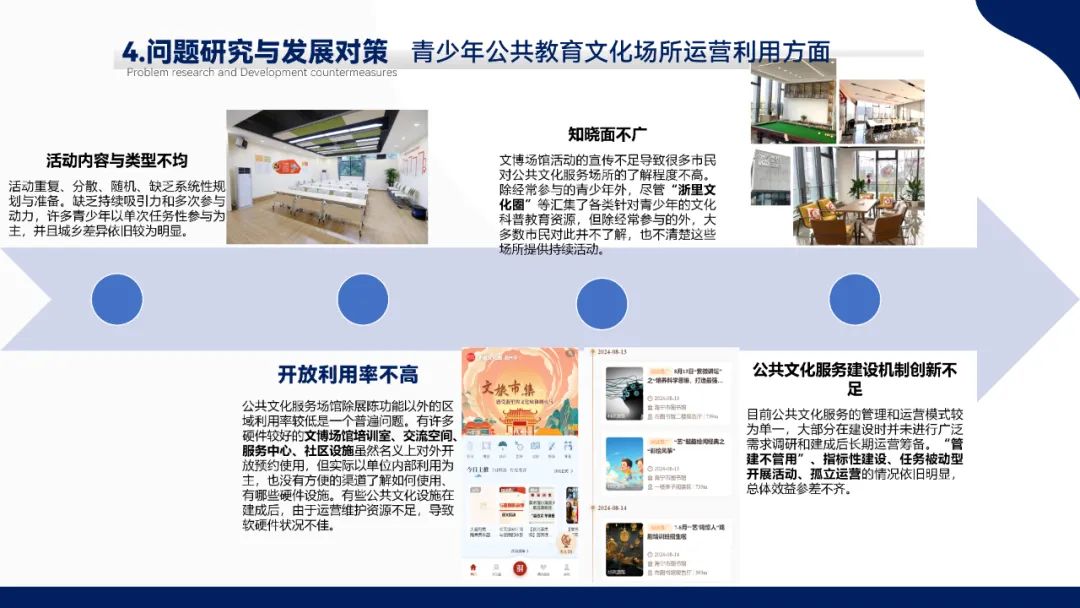 4.问题研究与发展对策 青少年公共教育文化场所运营利用方面
Problem research and Development countermeasures
活动内容与类型不均
活动重复、分散、随机、缺乏系统性规
划与准备。缺乏持续吸引力和多次参与
动力，许多青少年以单次任务性参与为
主，并且城乡差异依旧较为明显。
知晓面不广
文博场馆活动的宣传不足导致很多市民
对公共文化服务场所的了解程度不高。
除经常参与的青少年外，尽管“浙里文
化圈”等汇集了各类针对青少年的文化
科普教育资源，但除经常参与的外，大
多数市民对此并不了解，也不清楚这些
场所提供持续活动。
开放利用率不高
公共文化服务场馆除展陈功能以外的区
域利用率较低是一个普遍问题。有许多
硬件较好的文博场馆培训室、交流空间、
服务中心、社区设施虽然名义上对外开
放预约使用，但实际以单位内部利用为
主，也没有方便的渠道了解如何使用、
有哪些硬件设施。有些公共文化设施在
建成后，由于运营维护资源不足，导致
软硬件状况不佳。
文旅市集
今日主推
2024-08-13
2024-08-13
2024-08-13
2024-08-14
2024-08-14
公共文化服务建设机制创新不
足
目前公共文化服务的管理和运营模式较
为单一，大部分在建设时并未进行广泛
需求调研和建成后长期运营筹备。“管
建不管用”、指标性建设、任务被动型
开展活动、孤立运营的情况依旧明显，
总体效益参差不齐。